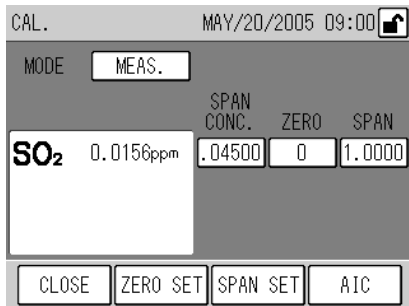 CAL. MAY/20/2005 09:00
MODE MEAS.
SPAN
CONC. ZERO SPAN
SO₂ 0.0156ppm .04500 0 1.0000
CLOSE ZERO SET SPAN SET AIC